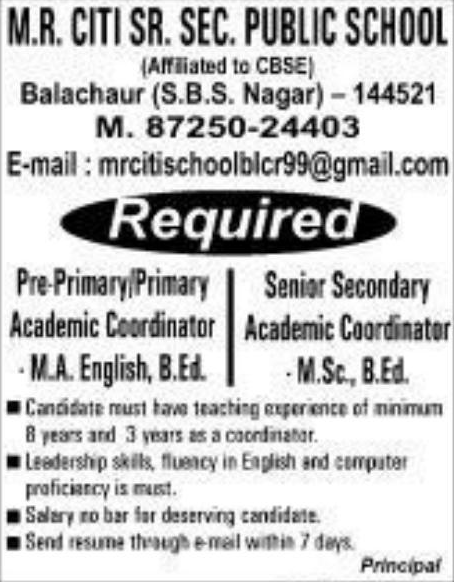 M.R. CITI SR. SEC. PUBLIC SCHOOL
(Affiliated to CBSE)
Balachaur (S.B.S. Nagar) – 144521
M. 87250-24403
E-mail : mrcitischoolblcr99@gmail.com
Required
Pre-Primary/Primary
Academic Coordinator
- M.A. English, B.Ed.
Senior Secondary
Academic Coordinator
- M.Sc., B.Ed.
■ Candidate must have teaching experience of minimum
8 years and 3 years as a coordinator.
■ Leadership skills, fluency in English and computer
proficiency is must.
■ Salary no bar for deserving candidate.
■ Send resume through e-mail within 7 days.
Principal